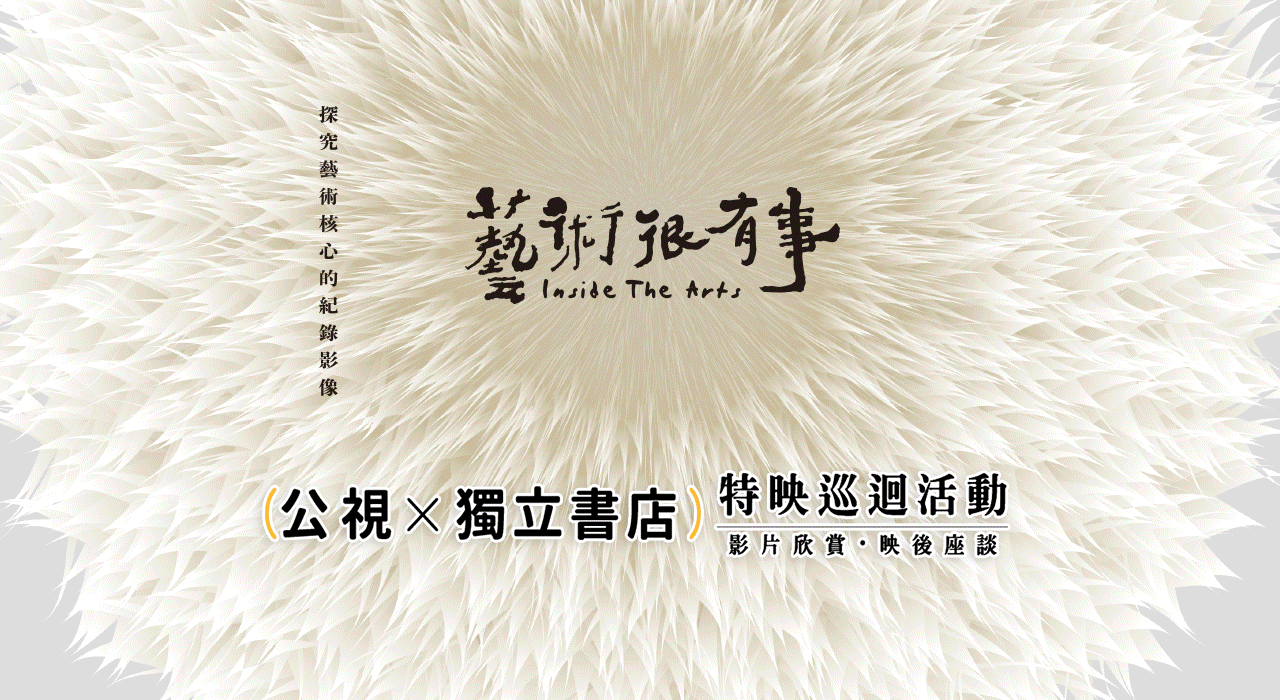 探究藝術核心的紀錄影像
藝術很有事
Inside The Arts
(公視×獨立書店)
特映巡迴活動
影片欣賞·映後座談